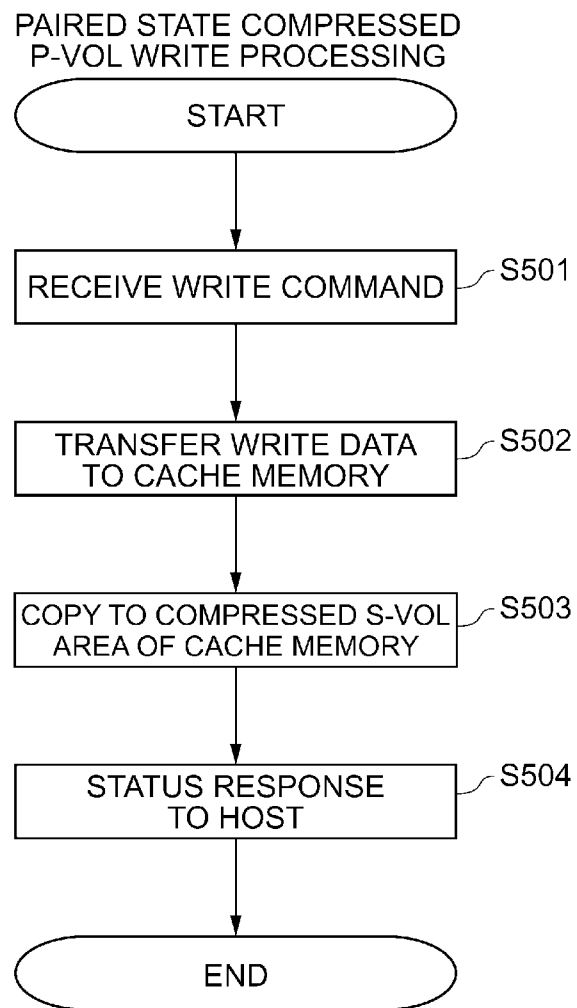 PAIRED STATE COMPRESSED
P-VOL WRITE PROCESSING
START
RECEIVE WRITE COMMAND
S501
TRANSFER WRITE DATA
TO CACHE MEMORY
S502
COPY TO COMPRESSED S-VOL
AREA OF CACHE MEMORY
S503
STATUS RESPONSE
TO HOST
S504
END